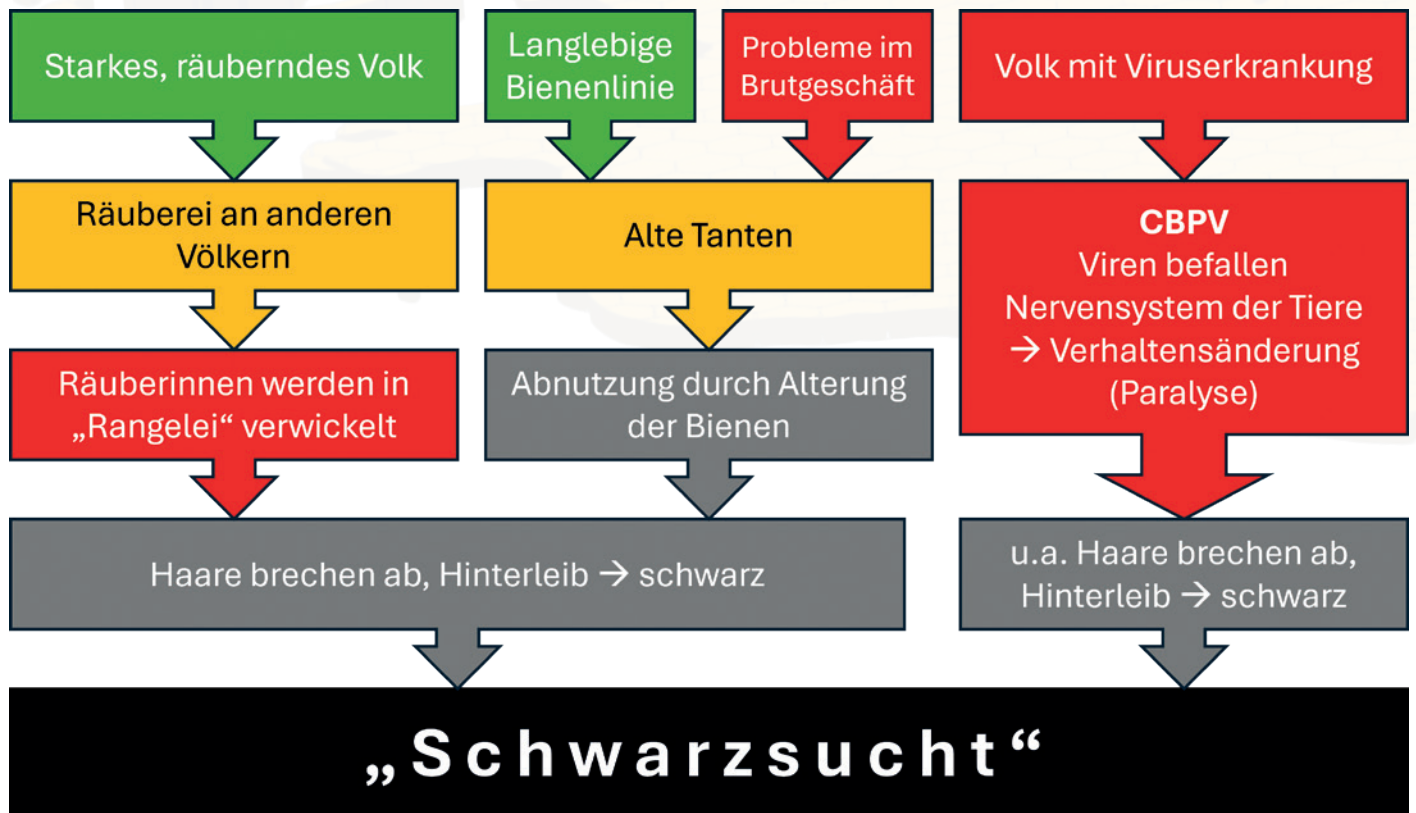 Starkes, räuberndes Volk
Langlebige
Bienenlinie
Probleme im
Brutgeschäft
Volk mit Viruserkrankung
Räuberei an anderen
Völkern
Alte Tanten
CBPV
Viren befallen
Nervensystem der Tiere
→ Verhaltensänderung
(Paralyse)
Räuberinnen werden in
„Rangelei“ verwickelt
Abnutzung durch Alterung
der Bienen
Haare brechen ab, Hinterleib → schwarz
u.a. Haare brechen ab,
Hinterleib → schwarz
„Schwarzsucht“